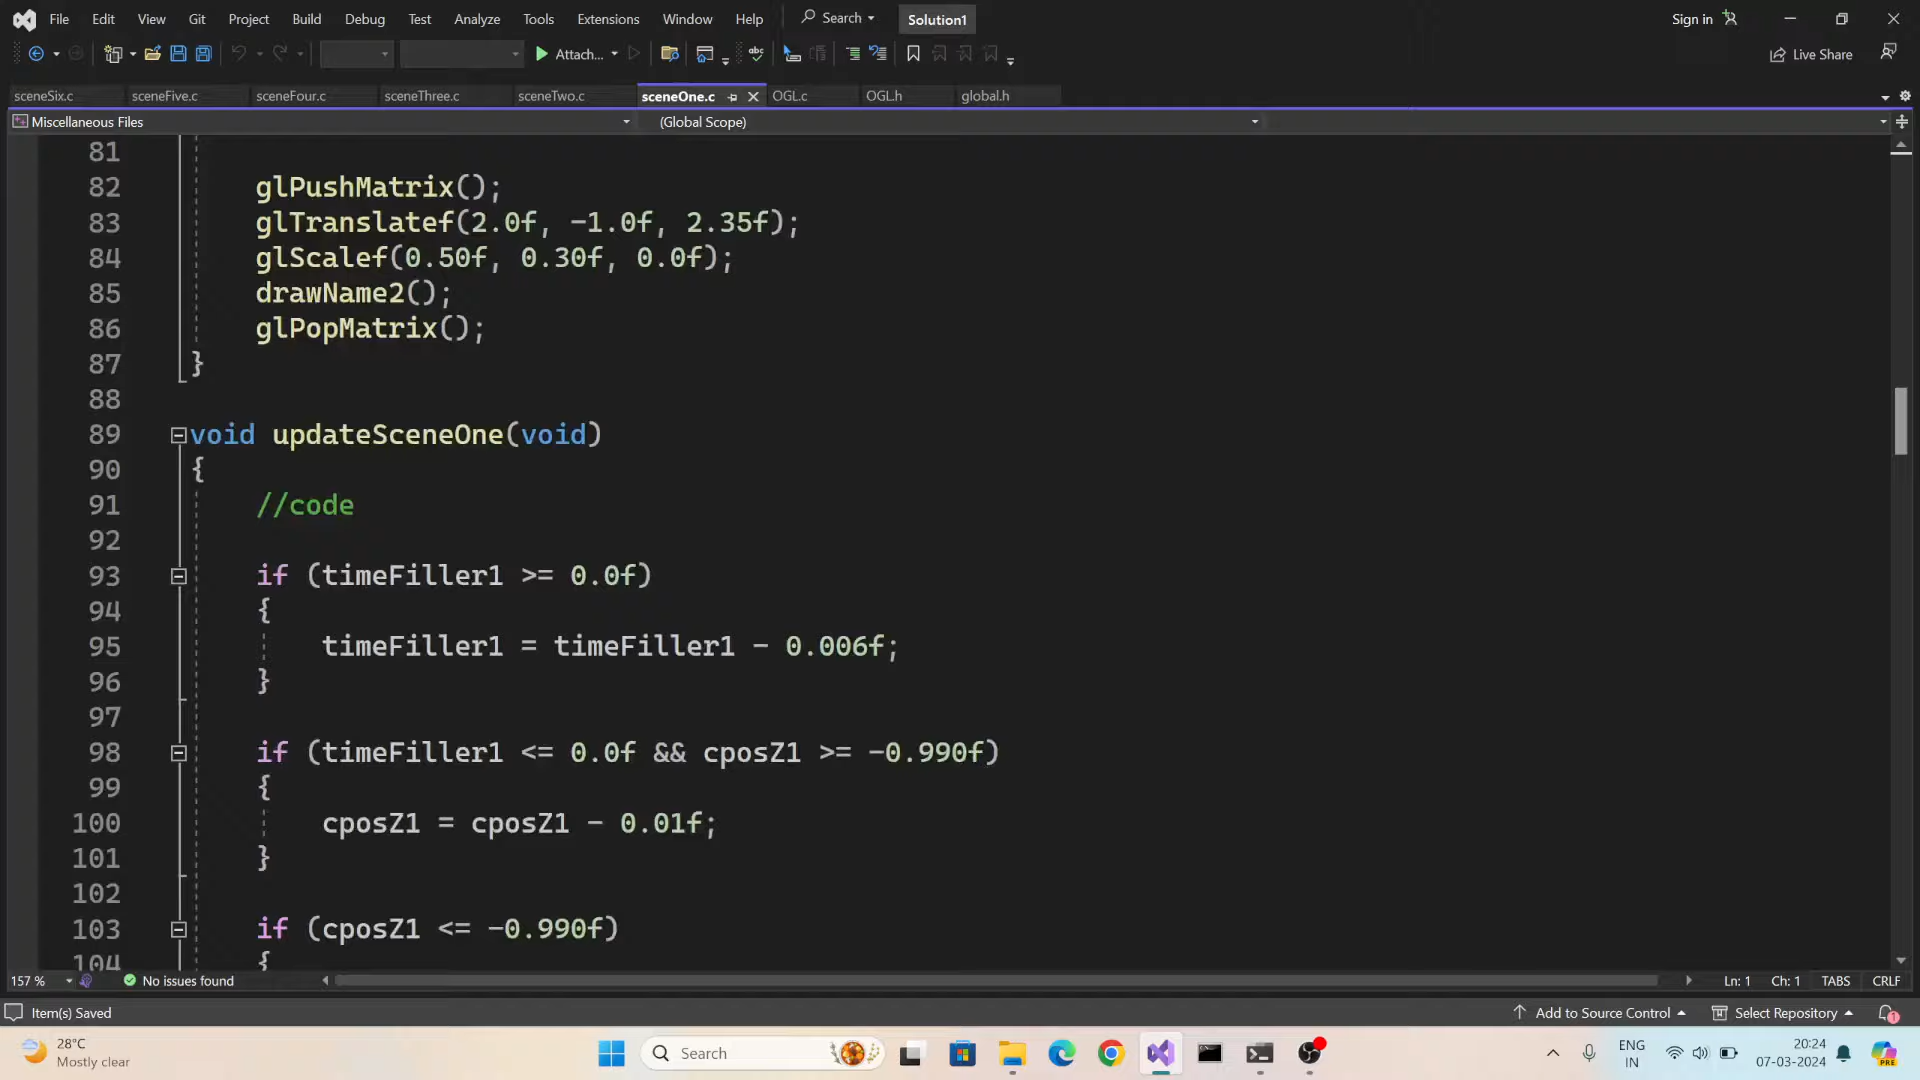 File Edit View Git Project Build Debug Test Analyze Tools Extensions Window Help Search Solution1 Sign in
Attach... Live Share
sceneSix.c sceneFive.c sceneFour.c sceneThree.c sceneTwo.c sceneOne.c OGL.c OGL.h global.h
Miscellaneous Files (Global Scope)
81
82 glPushMatrix();
83 glTranslatef(2.0f, -1.0f, 2.35f);
84 glScalef(0.50f, 0.30f, 0.0f);
85 drawName2();
86 glPopMatrix();
87 }
88
89 void updateSceneOne(void)
90 {
91 //code
92
93 if (timeFiller1 >= 0.0f)
94 {
95 timeFiller1 = timeFiller1 - 0.006f;
96 }
97
98 if (timeFiller1 <= 0.0f && cposZ1 >= -0.990f)
99 {
100 cposZ1 = cposZ1 - 0.01f;
101 }
102
103 if (cposZ1 <= -0.990f)
104 {
157 % No issues found Ln: 1 Ch: 1 TABS CRLF
Item(s) Saved Add to Source Control Select Repository 1
28°C
Mostly clear
Search
PRE
ENG
IN
20:24
07-03-2024